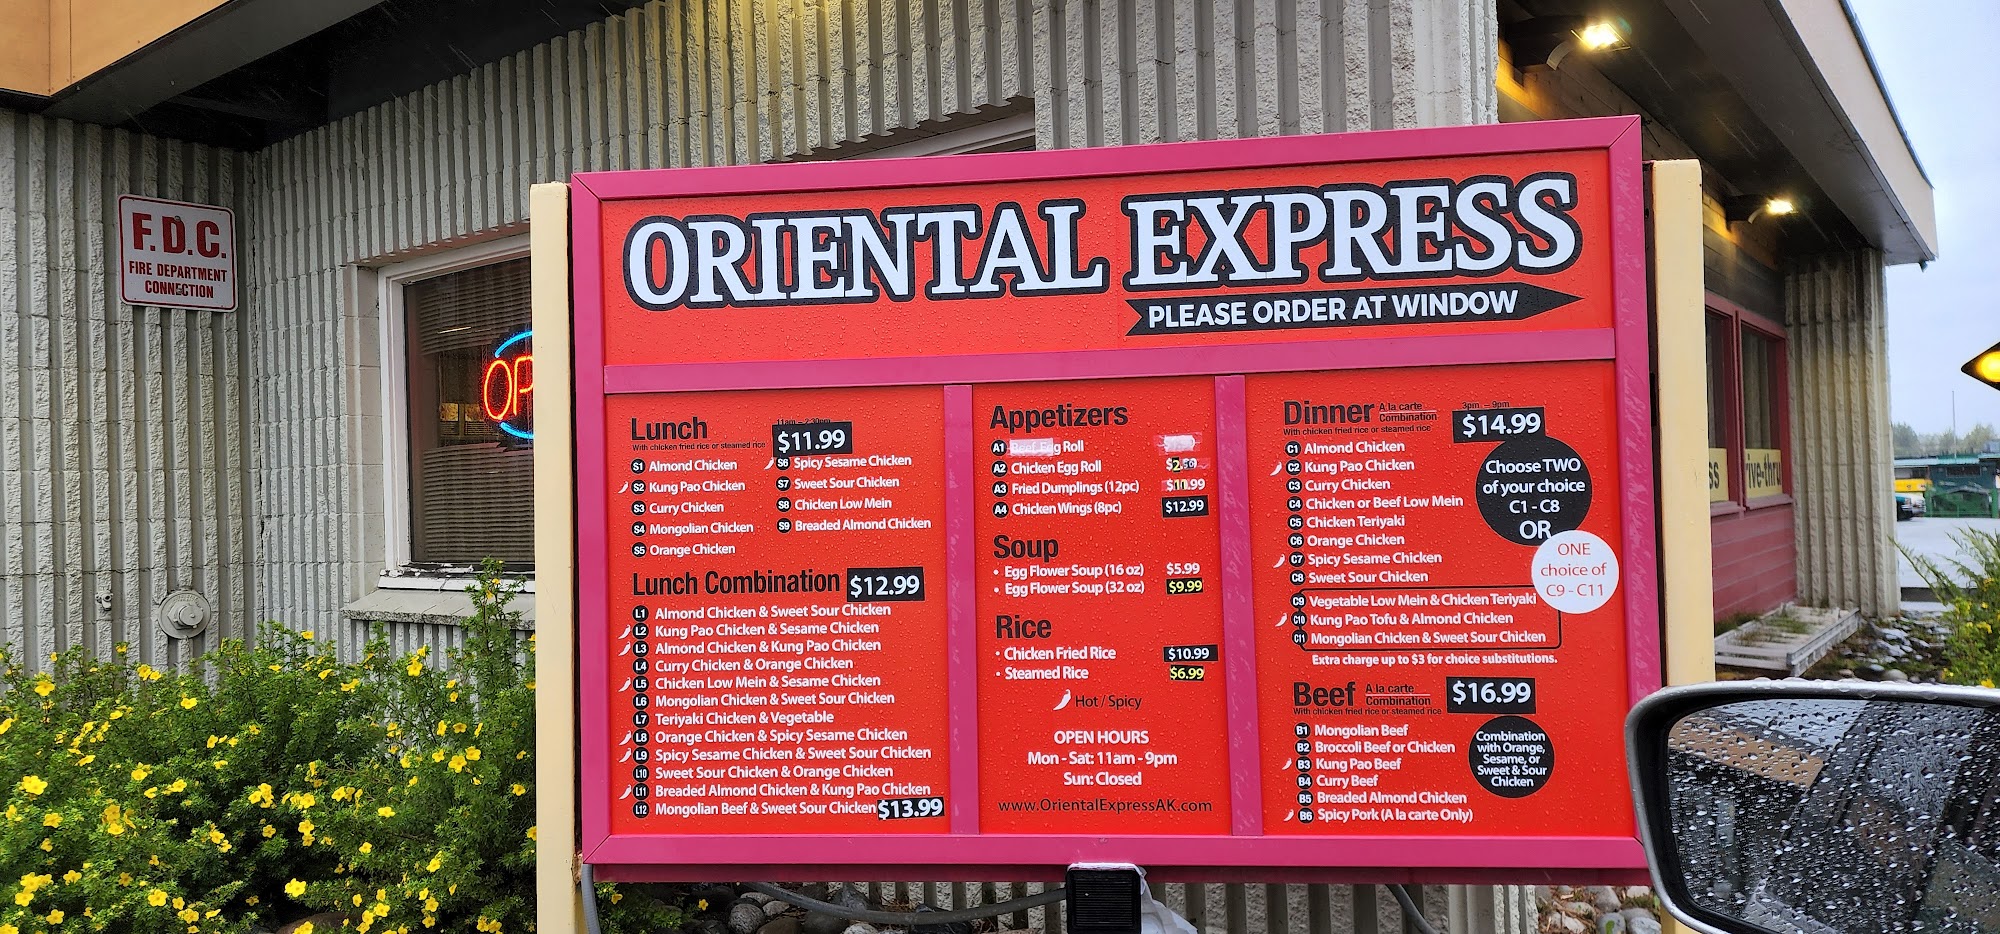 F.D.C.
FIRE DEPARTMENT
CONNECTION
OP
ORIENTAL EXPRESS
PLEASE ORDER AT WINDOW
Lunch
With chicken fried rice or steamed rice
11am - 2:30pm
$11.99
S1 Almond Chicken
S2 Kung Pao Chicken
S3 Curry Chicken
S4 Mongolian Chicken
S5 Orange Chicken
S6 Spicy Sesame Chicken
S7 Sweet Sour Chicken
S8 Chicken Low Mein
S9 Breaded Almond Chicken
Lunch Combination $12.99
L1 Almond Chicken & Sweet Sour Chicken
L2 Kung Pao Chicken & Sesame Chicken
L3 Almond Chicken & Kung Pao Chicken
L4 Curry Chicken & Orange Chicken
L5 Chicken Low Mein & Sesame Chicken
L6 Mongolian Chicken & Sweet Sour Chicken
L7 Teriyaki Chicken & Vegetable
L8 Orange Chicken & Spicy Sesame Chicken
L9 Spicy Sesame Chicken & Sweet Sour Chicken
L10 Sweet Sour Chicken & Orange Chicken
L11 Breaded Almond Chicken & Kung Pao Chicken
L12 Mongolian Beef & Sweet Sour Chicken $13.99
Appetizers
A1 Beef Egg Roll
A2 Chicken Egg Roll
A3 Fried Dumplings (12pc) $11.99
A4 Chicken Wings (8pc) $12.99
Soup
• Egg Flower Soup (16 oz) $5.99
• Egg Flower Soup (32 oz) $9.99
Rice
• Chicken Fried Rice $10.99
• Steamed Rice $6.99
Hot / Spicy
OPEN HOURS
Mon - Sat: 11am - 9pm
Sun: Closed
www.OrientalExpressAK.com
Dinner A la carte
Combination
With chicken fried rice or steamed rice
3pm - 9pm
$14.99
C1 Almond Chicken
C2 Kung Pao Chicken
C3 Curry Chicken
C4 Chicken or Beef Low Mein
C5 Chicken Teriyaki
C6 Orange Chicken
C7 Spicy Sesame Chicken
C8 Sweet Sour Chicken
C9 Vegetable Low Mein & Chicken Teriyaki
C10 Kung Pao Tofu & Almond Chicken
C11 Mongolian Chicken & Sweet Sour Chicken
Choose TWO
of your choice
C1 - C8
OR
ONE
choice of
C9 - C11
Extra charge up to $3 for choice substitutions.
Beef A la carte
Combination
With chicken fried rice or steamed rice
$16.99
B1 Mongolian Beef
B2 Broccoli Beef or Chicken
B3 Kung Pao Beef
B4 Curry Beef
B5 Breaded Almond Chicken
B6 Spicy Pork (A la carte Only)
Combination
with Orange,
Sesame, or
Sweet & Sour
Chicken
ss
rive-thru